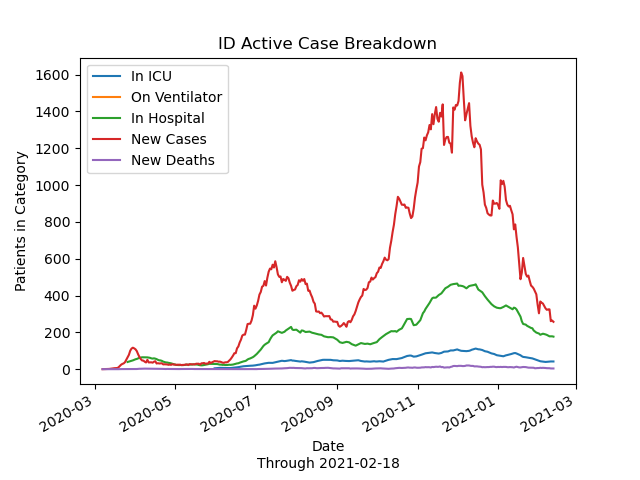 ID Active Case Breakdown
In ICU
On Ventilator
In Hospital
New Cases
New Deaths
Patients in Category
1600
1400
1200
1000
800
600
400
200
0
2020-03
2020-05
2020-07
2020-09
2020-11
2021-01
2021-03
Date
Through 2021-02-18